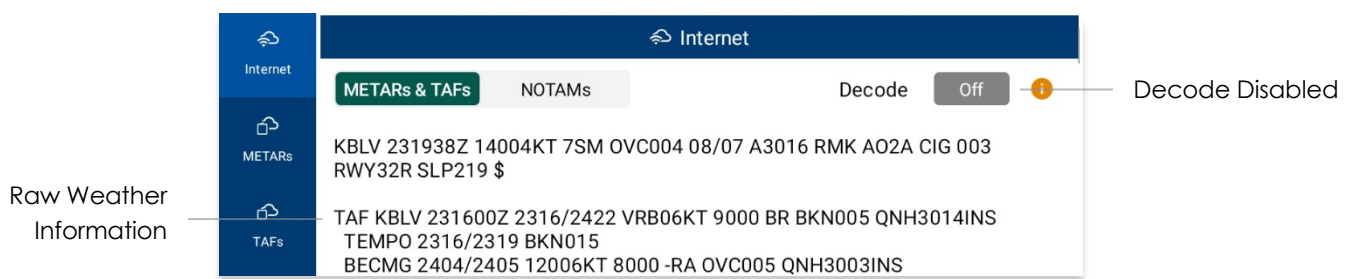 Internet
Internet
METARs & TAFs NOTAMs Decode Off Decode Disabled
METARs
KBLV 231938Z 14004KT 7SM OVC004 08/07 A3016 RMK AO2A CIG 003
RWY32R SLP219 $
Raw Weather
Information
TAFs
TAF KBLV 231600Z 2316/2422 VRB06KT 9000 BR BKN005 QNH3014INS
TEMPO 2316/2319 BKN015
BECMG 2404/2405 12006KT 8000 -RA OVC005 QNH3003INS